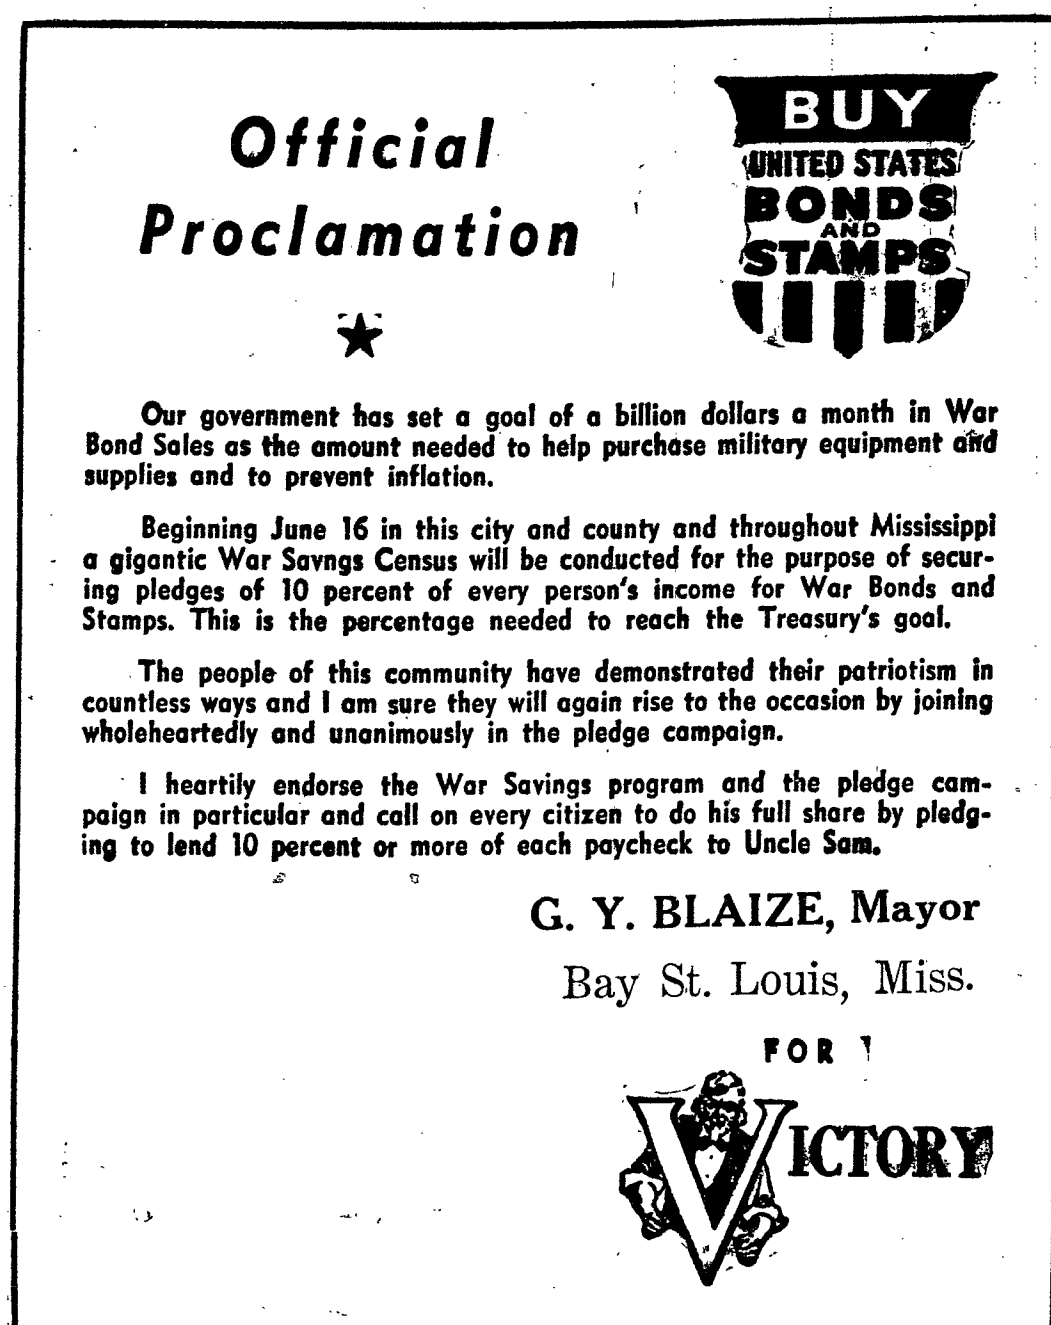 Official
Proclamation
BUY
UNITED STATES
BONDS
AND
STAMPS
Our government has set a goal of a billion dollars a month in War
Bond Sales as the amount needed to help purchase military equipment and
supplies and to prevent inflation.
Beginning June 16 in this city and county and throughout Mississippi
a gigantic War Savngs Census will be conducted for the purpose of secur-
ing pledges of 10 percent of every person's income for War Bonds and
Stamps. This is the percentage needed to reach the Treasury's goal.
The people of this community have demonstrated their patriotism in
countless ways and I am sure they will again rise to the occasion by joining
wholeheartedly and unanimously in the pledge campaign.
I heartily endorse the War Savings program and the pledge cam-
paign in particular and call on every citizen to do his full share by pledg-
ing to lend 10 percent or more of each paycheck to Uncle Sam.
G. Y. BLAIZE, Mayor
Bay St. Louis, Miss.
FOR
VICTORY